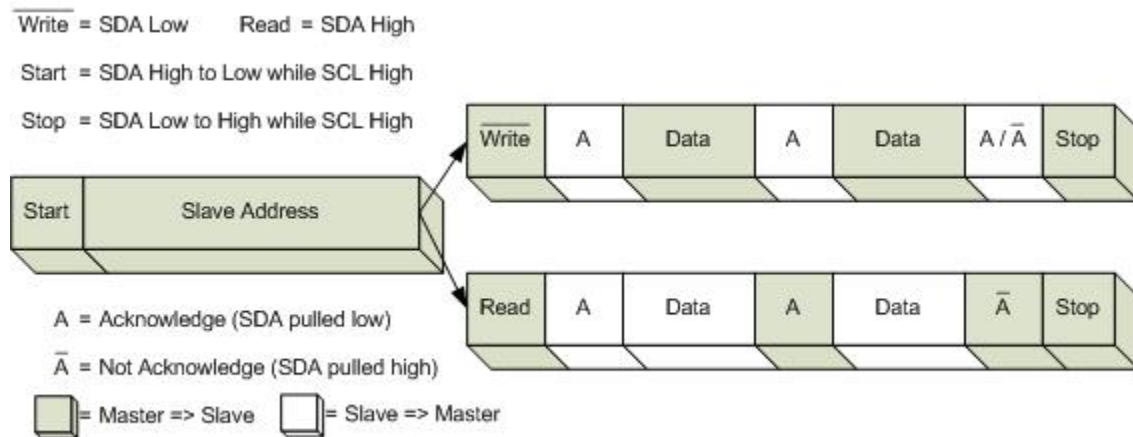 W̅r̅i̅t̅e̅ = SDA Low Read = SDA High
Start = SDA High to Low while SCL High
Stop = SDA Low to High while SCL High
W̅r̅i̅t̅e̅ A Data A Data A / A̅ Stop
Start Slave Address
Read A Data A Data A̅ Stop
A = Acknowledge (SDA pulled low)
A̅ = Not Acknowledge (SDA pulled high)
= Master => Slave = Slave => Master